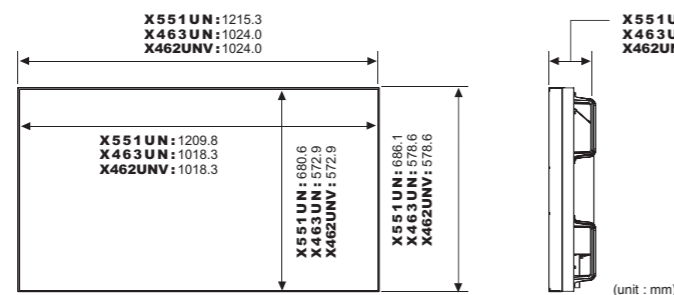 X551UN:1215.3
X463UN:1024.0
X462UNV:1024.0
X551UN:1209.8
X463UN:1018.3
X462UNV:1018.3
X551UN:680.6
X463UN:572.9
X462UNV:572.9
X551UN:686.1
X463UN:578.6
X462UNV:578.6
(unit : mm)